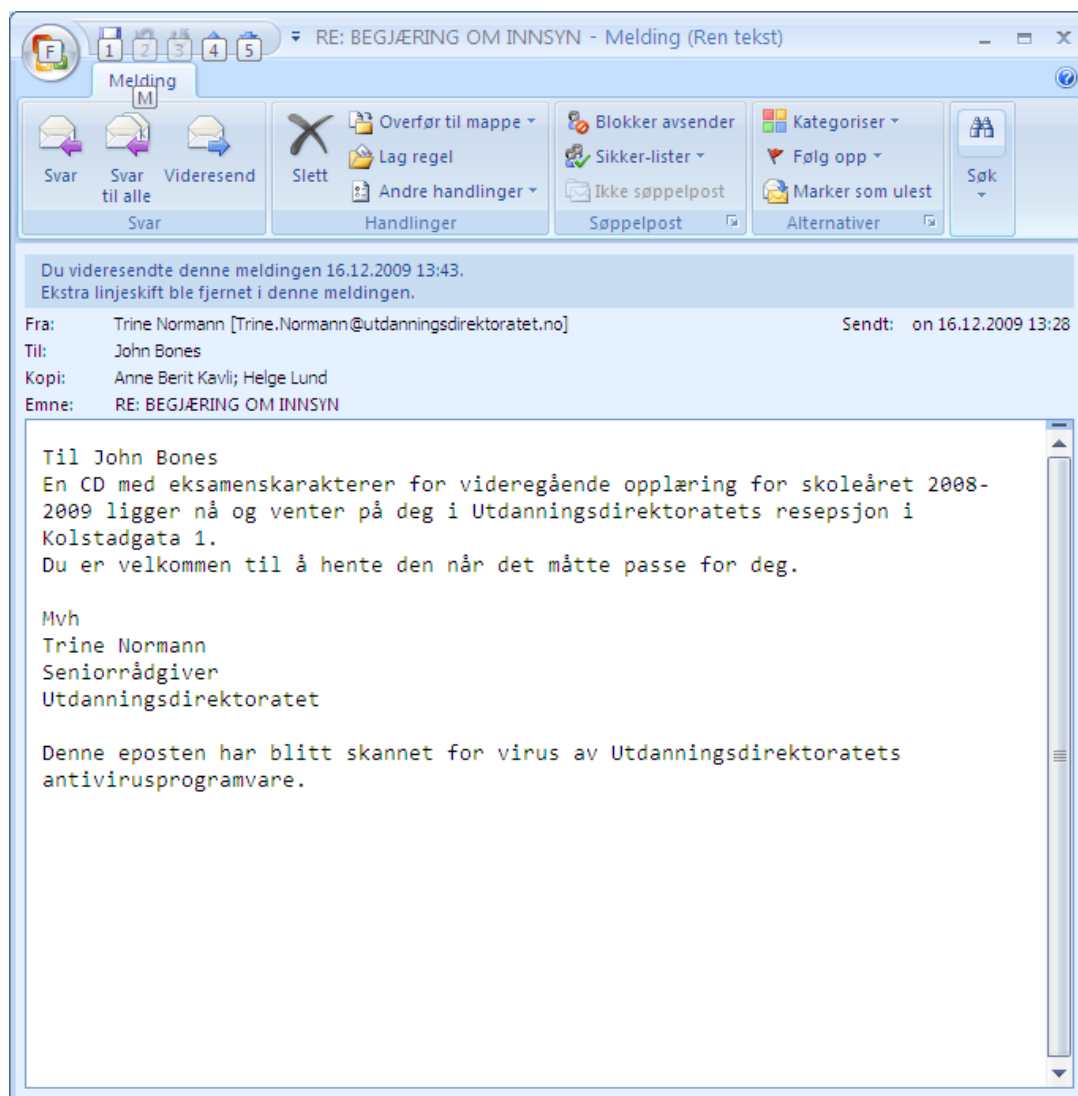 F 1 2 3 4 5 RE: BEGJÆRING OM INNSYN - Melding (Ren tekst)
Melding
M
Svar
Svar til alle
Videresend
Svar
Slett
Overfør til mappe
Lag regel
Andre handlinger
Handlinger
Blokker avsender
Sikker-lister
Ikke søppelpost
Søppelpost
Kategoriser
Følg opp
Marker som ulest
Alternativer
Søk
Du videresendte denne meldingen 16.12.2009 13:43.
Ekstra linjeskift ble fjernet i denne meldingen.
Fra: Trine Normann [Trine.Normann@utdanningsdirektoratet.no] Sendt: on 16.12.2009 13:28
Til: John Bones
Kopi: Anne Berit Kavli; Helge Lund
Emne: RE: BEGJÆRING OM INNSYN
Til John Bones
En CD med eksamenskarakterer for videregående opplæring for skoleåret 2008-
2009 ligger nå og venter på deg i Utdanningsdirektoratets resepsjon i
Kolstadgata 1.
Du er velkommen til å hente den når det måtte passe for deg.
Mvh
Trine Normann
Seniorrådgiver
Utdanningsdirektoratet
Denne eposten har blitt skannet for virus av Utdanningsdirektoratets
antivirusprogramvare.